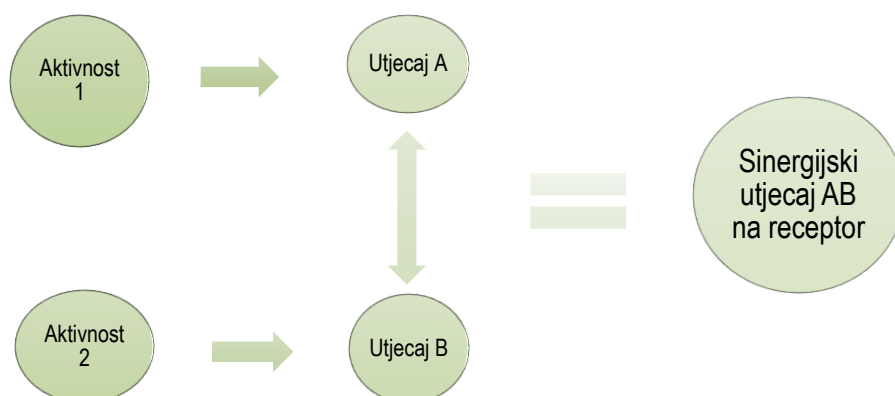 Aktivnost
1
Utjecaj A
Sinergijski
utjecaj AB
na receptor
Aktivnost
2
Utjecaj B